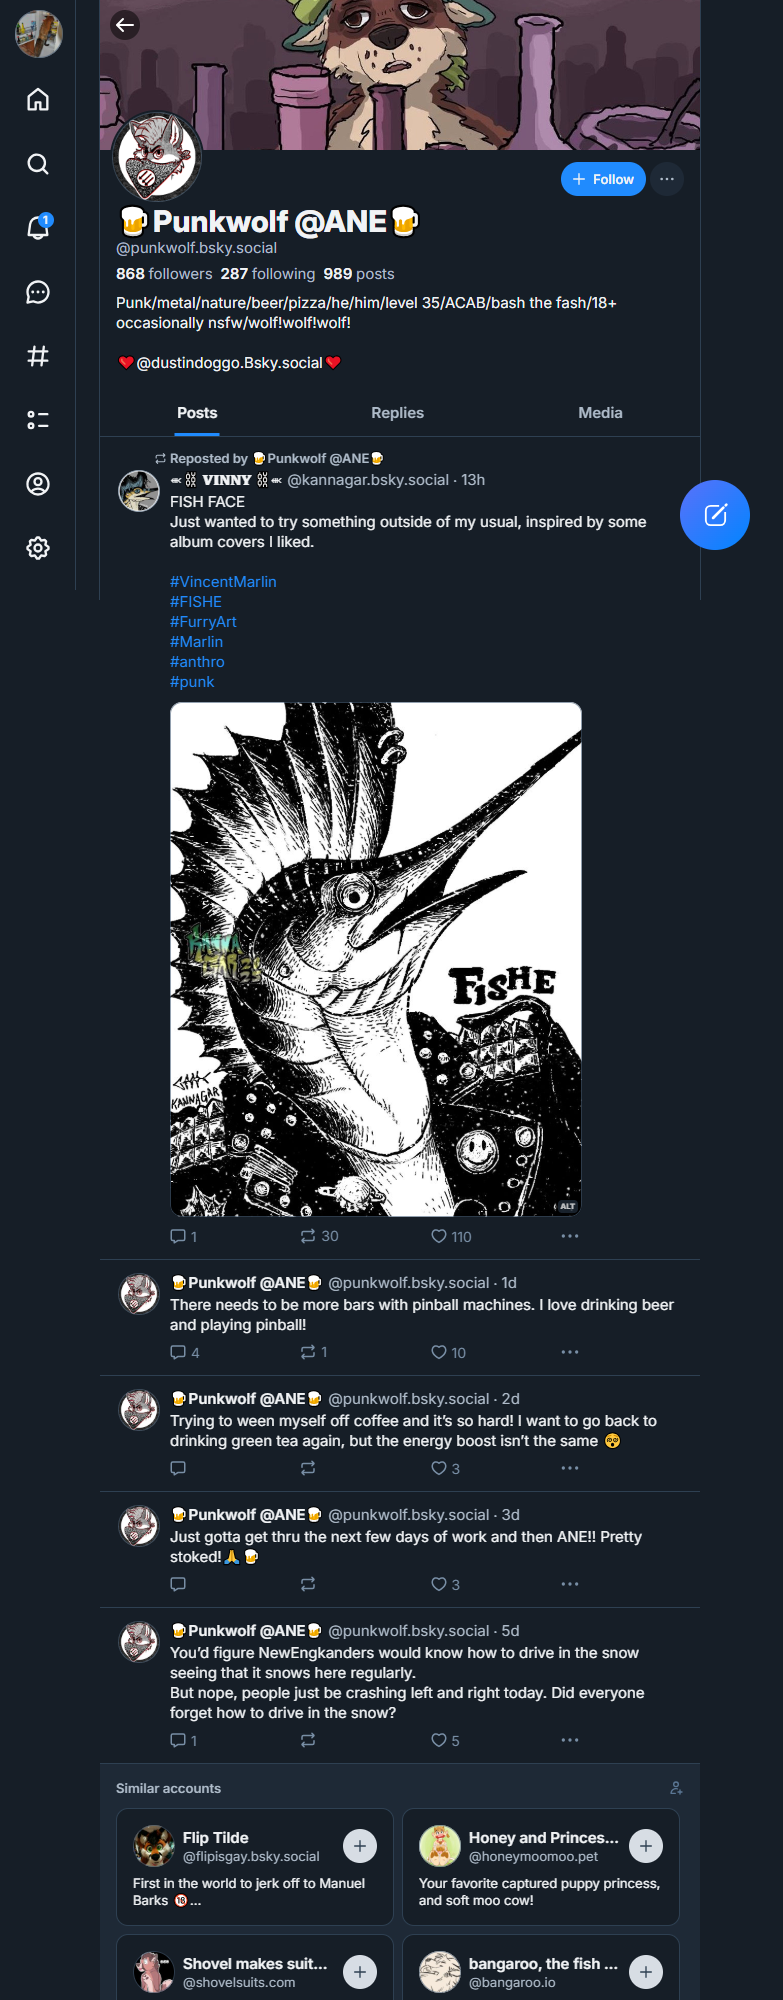 Follow
🍺Punkwolf @ANE🍺
@punkwolf.bsky.social
868 followers 287 following 989 posts
Punk/metal/nature/beer/pizza/he/him/level 35/ACAB/bash the fash/18+
occasionally nsfw/wolf!wolf!wolf!
❤️@dustindoggo.Bsky.social❤️
Posts Replies Media
1
Reposted by 🍺Punkwolf @ANE🍺
VINNY @kannagar.bsky.social · 13h
FISH FACE
Just wanted to try something outside of my usual, inspired by some
album covers I liked.
#VincentMarlin
#FISHE
#FurryArt
#Marlin
#anthro
#punk
FISHE
KANNAGAR
ALT
1 30 110
🍺Punkwolf @ANE🍺 @punkwolf.bsky.social · 1d
There needs to be more bars with pinball machines. I love drinking beer
and playing pinball!
4 1 10
🍺Punkwolf @ANE🍺 @punkwolf.bsky.social · 2d
Trying to ween myself off coffee and it’s so hard! I want to go back to
drinking green tea again, but the energy boost isn’t the same 😵‍💫
3
🍺Punkwolf @ANE🍺 @punkwolf.bsky.social · 3d
Just gotta get thru the next few days of work and then ANE!! Pretty
stoked!🙏🍺
3
🍺Punkwolf @ANE🍺 @punkwolf.bsky.social · 5d
You’d figure NewEngkanders would know how to drive in the snow
seeing that it snows here regularly.
But nope, people just be crashing left and right today. Did everyone
forget how to drive in the snow?
1 5
Similar accounts
Flip Tilde
@flipisgay.bsky.social
First in the world to jerk off to Manuel
Barks 🔞...
Honey and Princes...
@honeymoomoo.pet
Your favorite captured puppy princess,
and soft moo cow!
Shovel makes suit...
@shovelsuits.com
bangaroo, the fish ...
@bangaroo.io